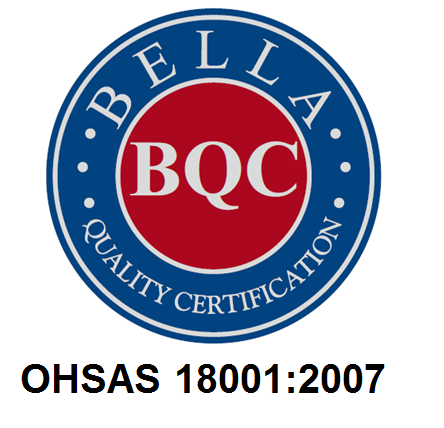 BELLA
BQC
QUALITY CERTIFICATION
OHSAS 18001:2007